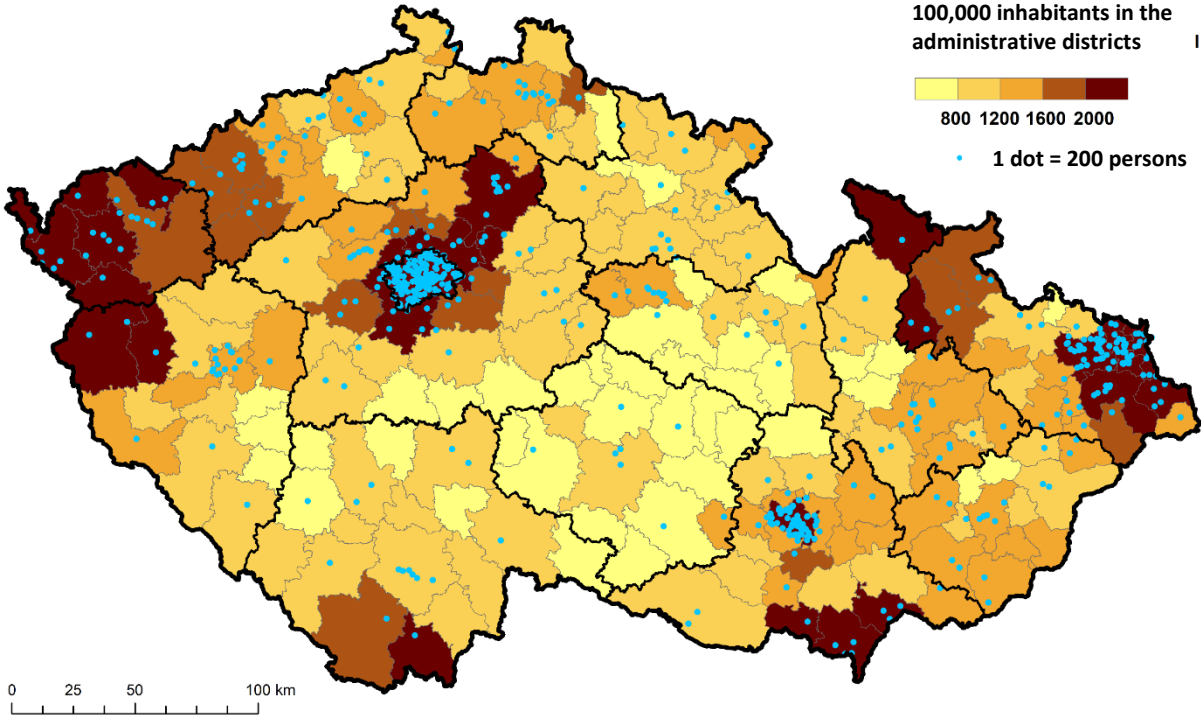 100,000 inhabitants in the
administrative districts I
800 1200 1600 2000
1 dot = 200 persons
0 25 50 100 km